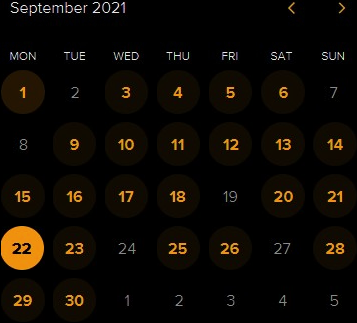 September 2021 < >
MON TUE WED THU FRI SAT SUN
1 2 3 4 5 6 7
8 9 10 11 12 13 14
15 16 17 18 19 20 21
22 23 24 25 26 27 28
29 30 1 2 3 4 5